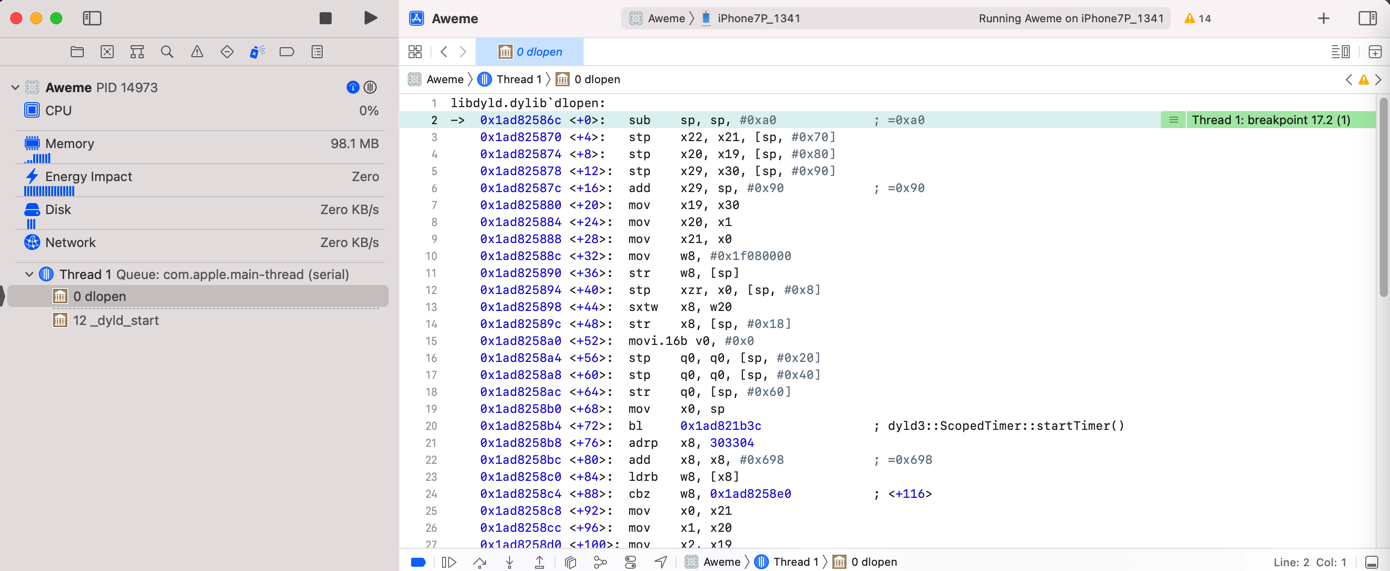 Aweme
Aweme 〉 iPhone7P_1341
Running Aweme on iPhone7P_1341
14
0 dlopen
Aweme PID 14973
CPU 0%
Memory 98.1 MB
Energy Impact Zero
Disk Zero KB/s
Network Zero KB/s
Thread 1 Queue: com.apple.main-thread (serial)
0 dlopen
12 _dyld_start
Aweme 〉 Thread 1 〉 0 dlopen
1 libdyld.dylib`dlopen:
2 -> 0x1ad82586c <+0>: sub sp, sp, #0xa0 ; =0xa0
Thread 1: breakpoint 17.2 (1)
3 0x1ad825870 <+4>: stp x22, x21, [sp, #0x70]
4 0x1ad825874 <+8>: stp x20, x19, [sp, #0x80]
5 0x1ad825878 <+12>: stp x29, x30, [sp, #0x90]
6 0x1ad82587c <+16>: add x29, sp, #0x90 ; =0x90
7 0x1ad825880 <+20>: mov x19, x30
8 0x1ad825884 <+24>: mov x20, x1
9 0x1ad825888 <+28>: mov x21, x0
10 0x1ad82588c <+32>: mov w8, #0x1f080000
11 0x1ad825890 <+36>: str w8, [sp]
12 0x1ad825894 <+40>: stp xzr, x0, [sp, #0x8]
13 0x1ad825898 <+44>: sxtw x8, w20
14 0x1ad82589c <+48>: str x8, [sp, #0x18]
15 0x1ad8258a0 <+52>: movi.16b v0, #0x0
16 0x1ad8258a4 <+56>: stp q0, q0, [sp, #0x20]
17 0x1ad8258a8 <+60>: stp q0, q0, [sp, #0x40]
18 0x1ad8258ac <+64>: str q0, [sp, #0x60]
19 0x1ad8258b0 <+68>: mov x0, sp
20 0x1ad8258b4 <+72>: bl 0x1ad821b3c ; dyld3::ScopedTimer::startTimer()
21 0x1ad8258b8 <+76>: adrp x8, 303304
22 0x1ad8258bc <+80>: add x8, x8, #0x698 ; =0x698
23 0x1ad8258c0 <+84>: ldrb w8, [x8]
24 0x1ad8258c4 <+88>: cbz w8, 0x1ad8258e0 ; <+116>
25 0x1ad8258c8 <+92>: mov x0, x21
26 0x1ad8258cc <+96>: mov x1, x20
27 0x1ad8258d0 <+100>: mov x2, x19
Aweme 〉 Thread 1 〉 0 dlopen
Line: 2 Col: 1